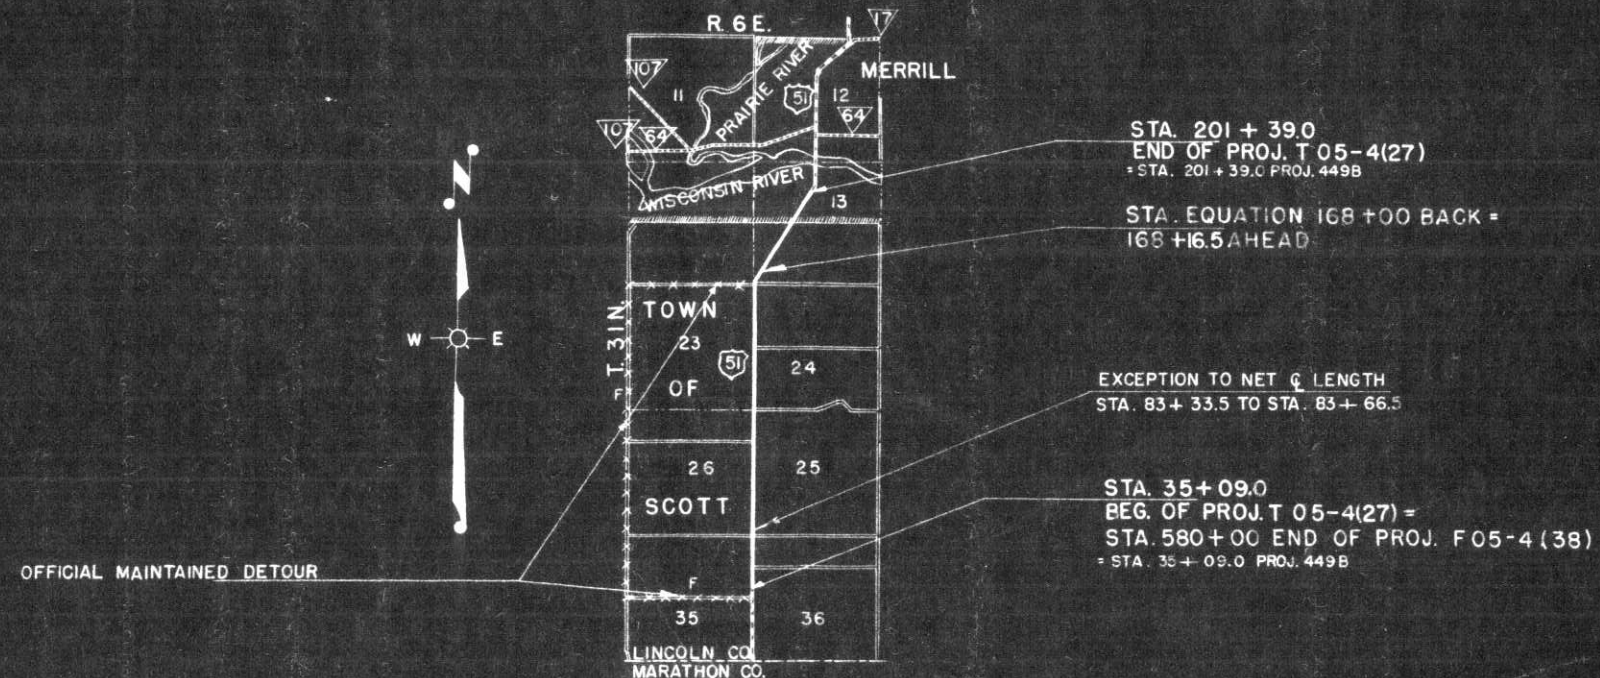 R. 6 E.
17
107
11
PRAIRIE RIVER
51
12
MERRILL
64
107
64
WISCONSIN RIVER
13
STA. 201 + 39.0
END OF PROJ. T 05-4(27)
= STA. 201 + 39.0 PROJ. 449B
STA. EQUATION 168 + 00 BACK =
168 + 16.5 AHEAD
N
W
E
T. 31N.
TOWN
23
51
24
OF
F
EXCEPTION TO NET ℄ LENGTH
STA. 83 + 33.5 TO STA. 83 + 66.5
26
25
SCOTT
STA. 35 + 09.0
BEG. OF PROJ. T 05-4(27) =
STA. 580 + 00 END OF PROJ. F 05-4(38)
= STA. 35 + 09.0 PROJ. 449B
OFFICIAL MAINTAINED DETOUR
F
35
36
LINCOLN CO.
MARATHON CO.